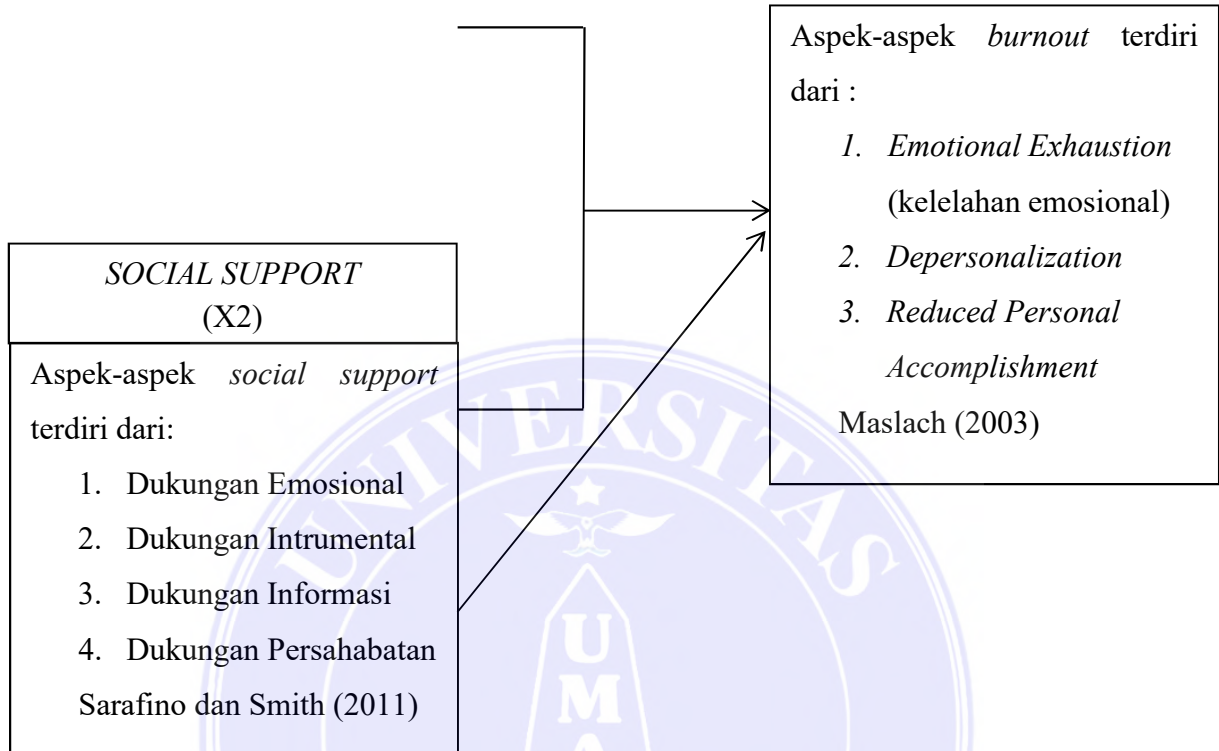 Aspek-aspek burnout terdiri
dari :
1. Emotional Exhaustion
(kelelahan emosional)
2. Depersonalization
3. Reduced Personal
Accomplishment
Maslach (2003)
SOCIAL SUPPORT
(X2)
Aspek-aspek social support
terdiri dari:
1. Dukungan Emosional
2. Dukungan Intrumental
3. Dukungan Informasi
4. Dukungan Persahabatan
Sarafino dan Smith (2011)
UNIVERSITAS
U
M
A